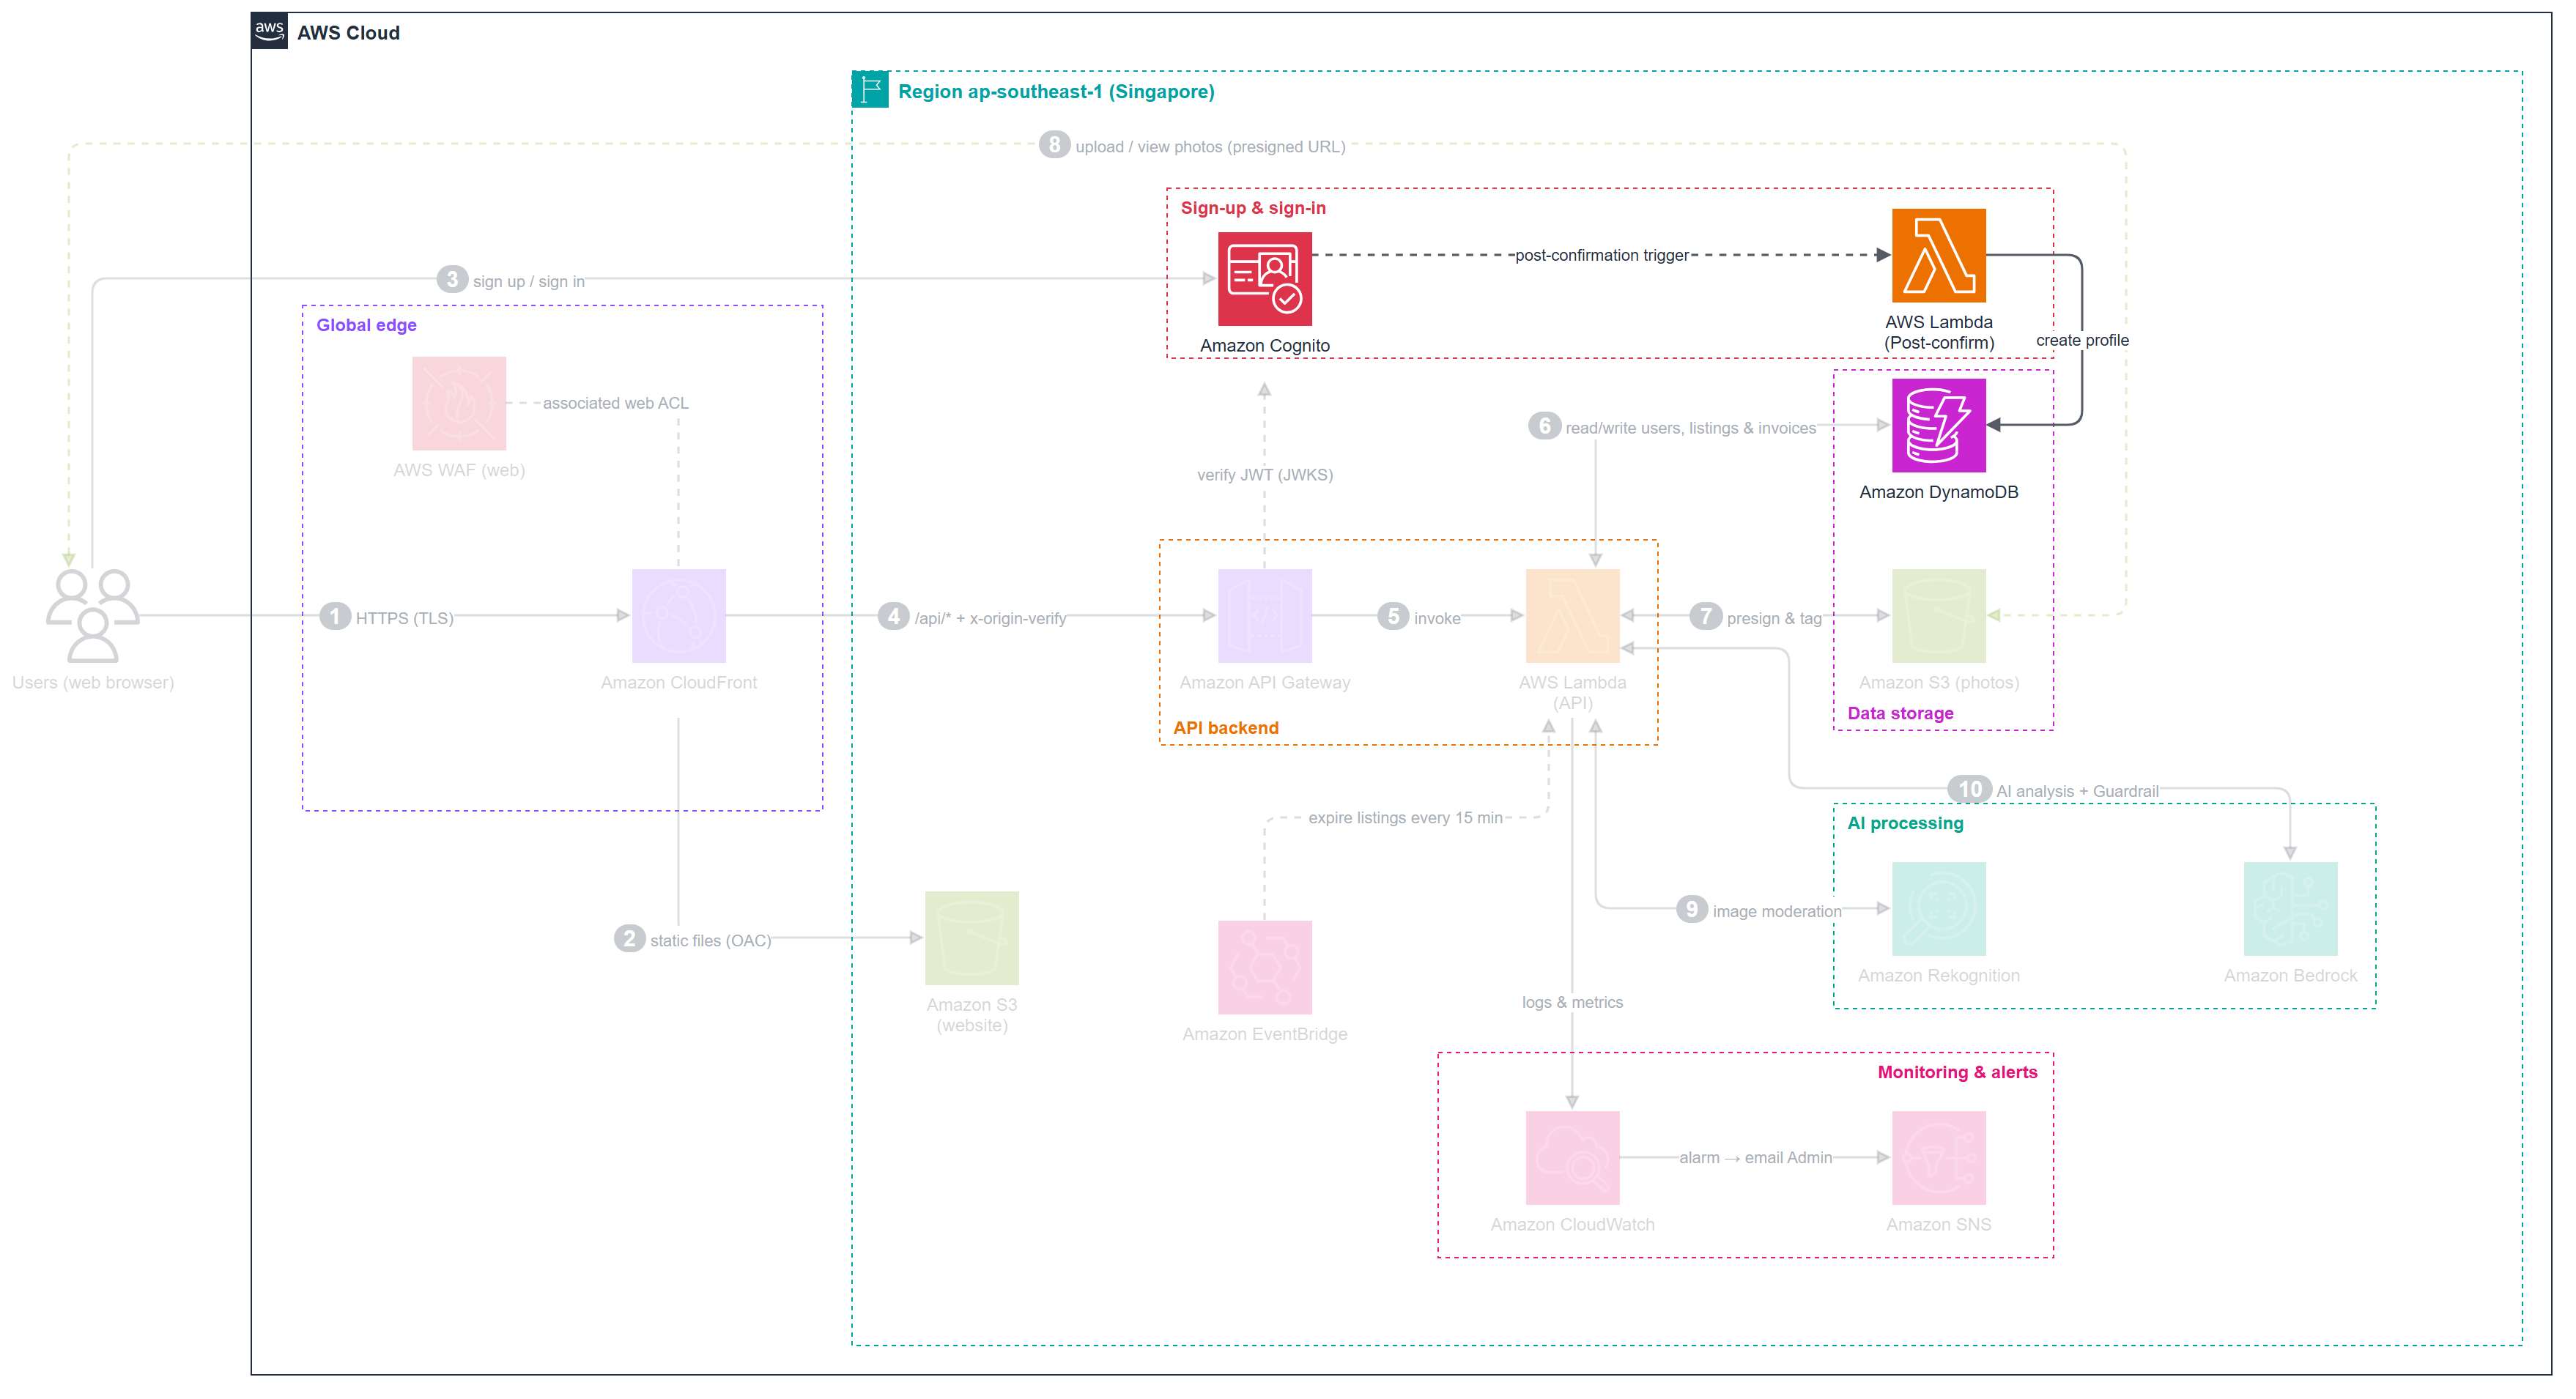 aws
AWS Cloud
Region ap-southeast-1 (Singapore)
8 upload / view photos (presigned URL)
Sign-up & sign-in
post-confirmation trigger
3 sign up / sign in
Amazon Cognito
AWS Lambda
(Post-confirm)
create profile
Global edge
associated web ACL
AWS WAF (web)
6 read/write users, listings & invoices
verify JWT (JWKS)
Amazon DynamoDB
1 HTTPS (TLS)
4 /api/* + x-origin-verify
5 invoke
7 presign & tag
Users (web browser)
Amazon CloudFront
Amazon API Gateway
AWS Lambda
(API)
Amazon S3 (photos)
Data storage
API backend
10 AI analysis + Guardrail
expire listings every 15 min
AI processing
9 image moderation
2 static files (OAC)
Amazon Rekognition
Amazon Bedrock
Amazon S3
(website)
Amazon EventBridge
logs & metrics
Monitoring & alerts
alarm → email Admin
Amazon CloudWatch
Amazon SNS